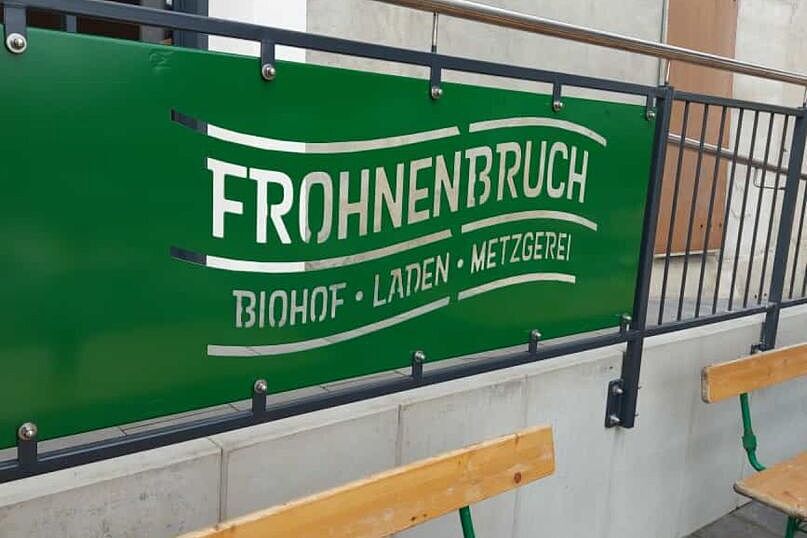 FROHNENBRUCH
BIOHOF · LADEN · METZGEREI